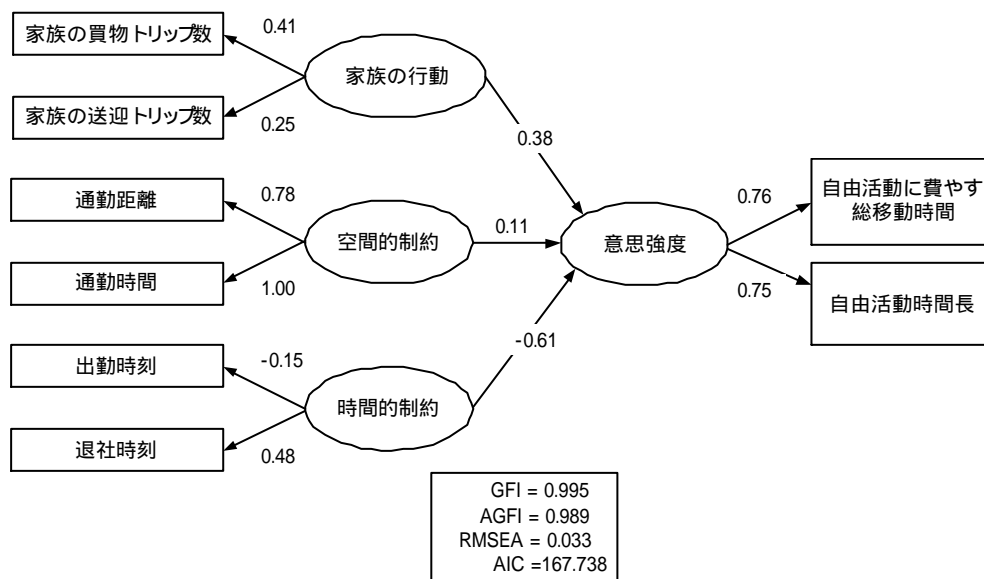 家族の買物トリップ数
0.41
家族の行動
家族の送迎トリップ数
0.25
0.38
通勤距離
0.78
空間的制約
0.11
通勤時間
1.00
意思強度
0.76
自由活動に費やす
総移動時間
0.75
自由活動時間長
出勤時刻
-0.15
時間的制約
-0.61
退社時刻
0.48
GFI = 0.995
AGFI = 0.989
RMSEA = 0.033
AIC =167.738